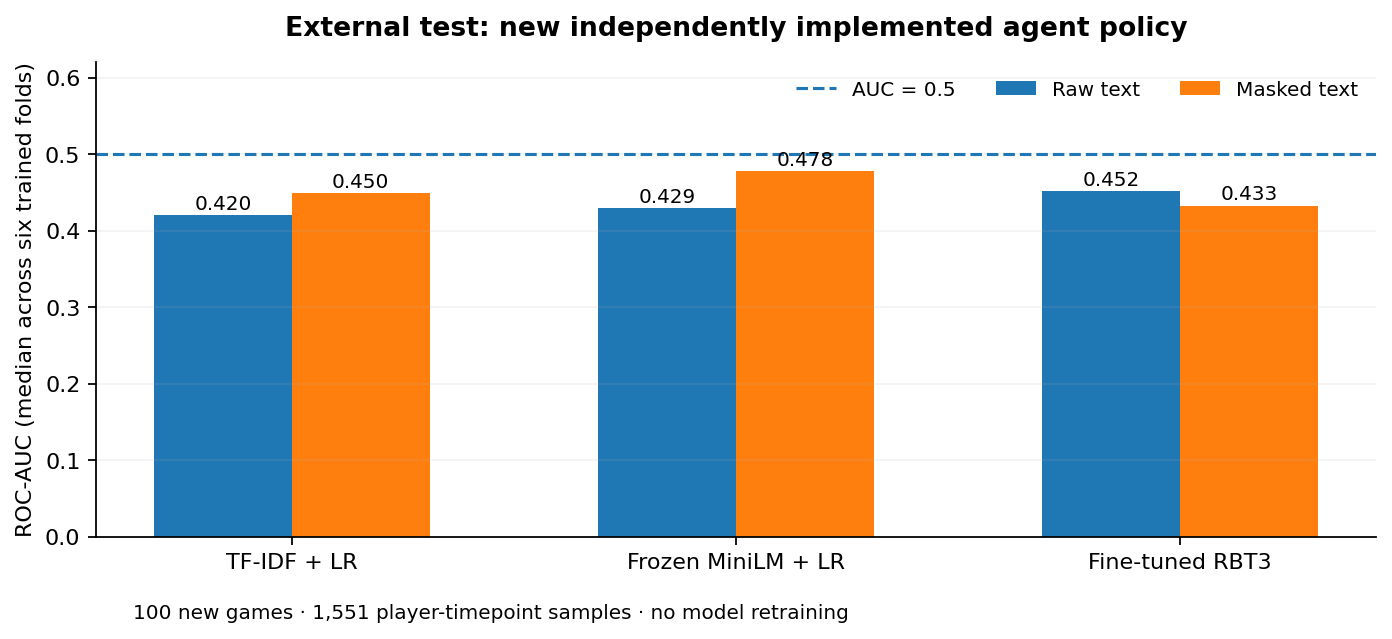 External test: new independently implemented agent policy
ROC-AUC (median across six trained folds)
0.6
0.5
0.4
0.3
0.2
0.1
0.0
AUC = 0.5
Raw text
Masked text
0.420
0.450
0.429
0.478
0.452
0.433
TF-IDF + LR
Frozen MiniLM + LR
Fine-tuned RBT3
100 new games · 1,551 player-timepoint samples · no model retraining